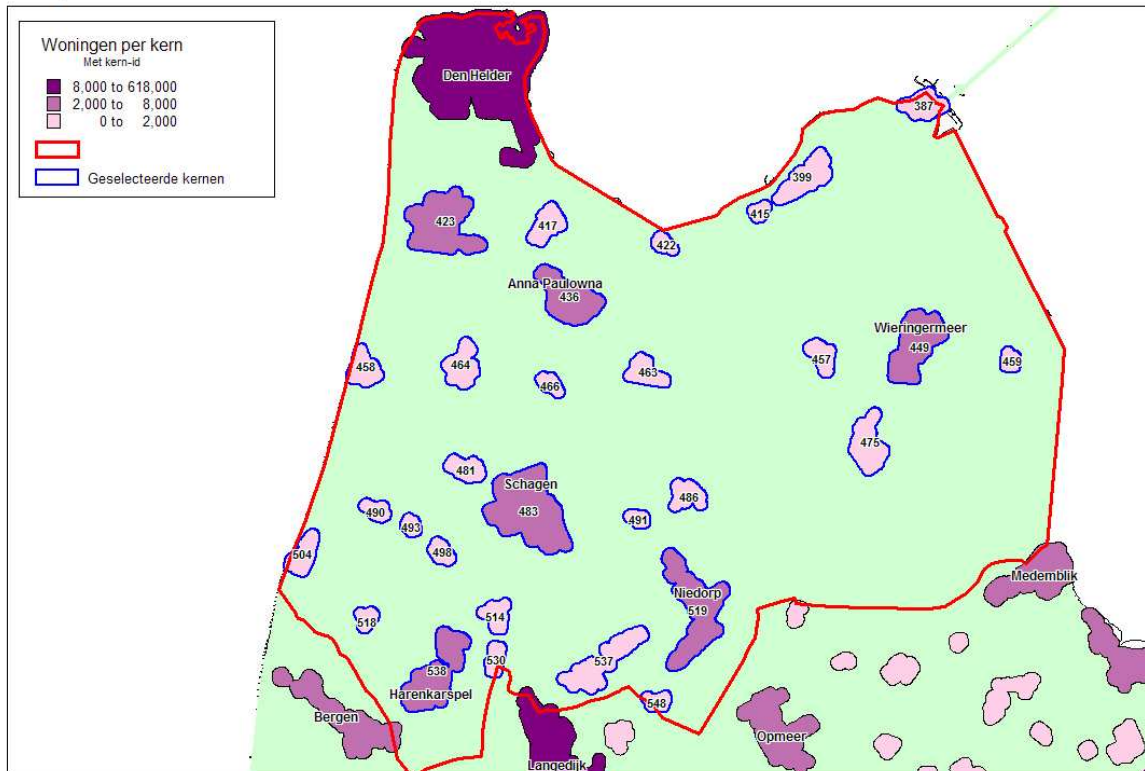 Woningen per kern
Met kern-id
8,000 to 618,000
2,000 to 8,000
0 to 2,000
Geselecteerde kernen
Den Helder
387
399
415
423
417
422
Anna Paulowna
436
Wieringermeer
449
458
464
466
463
457
459
475
481
Schagen
483
486
490
493
491
498
504
Medemblik
Niedorp
519
518
514
530
537
538
Harenkarspel
548
Bergen
Opmeer
Langedijk